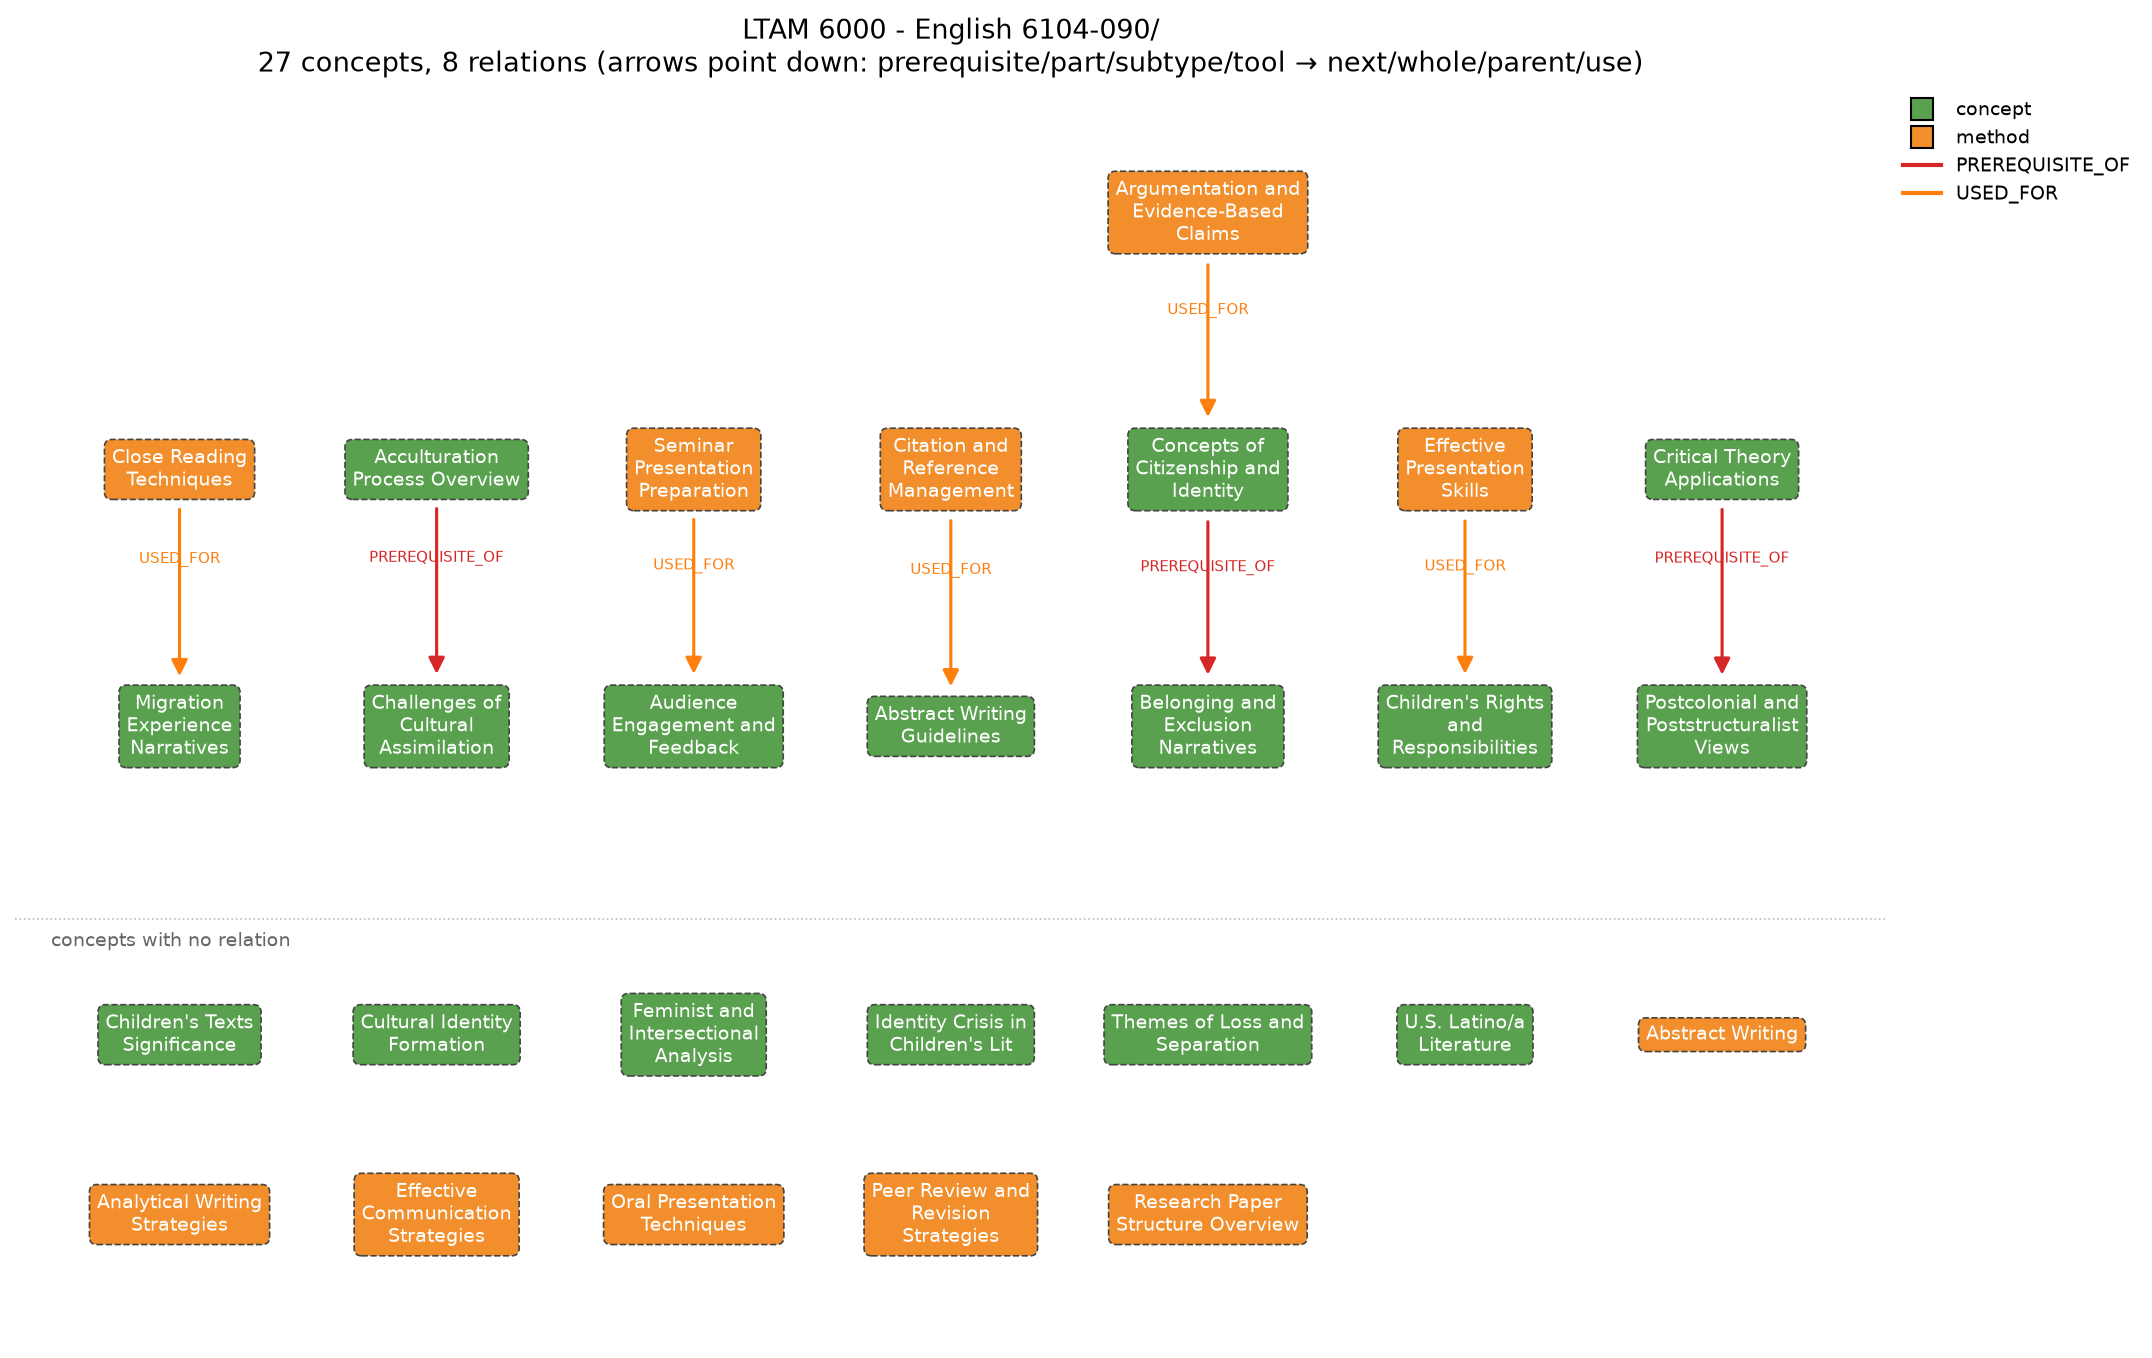 LTAM 6000 - English 6104-090/
27 concepts, 8 relations (arrows point down: prerequisite/part/subtype/tool → next/whole/parent/use)
concept
method
PREREQUISITE_OF
USED_FOR
Argumentation and
Evidence-Based
Claims
USED_FOR
Close Reading
Techniques
Acculturation
Process Overview
Seminar
Presentation
Preparation
Citation and
Reference
Management
Concepts of
Citizenship and
Identity
Effective
Presentation
Skills
Critical Theory
Applications
USED_FOR
PREREQUISITE_OF
USED_FOR
USED_FOR
PREREQUISITE_OF
USED_FOR
PREREQUISITE_OF
Migration
Experience
Narratives
Challenges of
Cultural
Assimilation
Audience
Engagement and
Feedback
Abstract Writing
Guidelines
Belonging and
Exclusion
Narratives
Children's Rights
and
Responsibilities
Postcolonial and
Poststructuralist
Views
concepts with no relation
Children's Texts
Significance
Cultural Identity
Formation
Feminist and
Intersectional
Analysis
Identity Crisis in
Children's Lit
Themes of Loss and
Separation
U.S. Latino/a
Literature
Abstract Writing
Analytical Writing
Strategies
Effective
Communication
Strategies
Oral Presentation
Techniques
Peer Review and
Revision
Strategies
Research Paper
Structure Overview